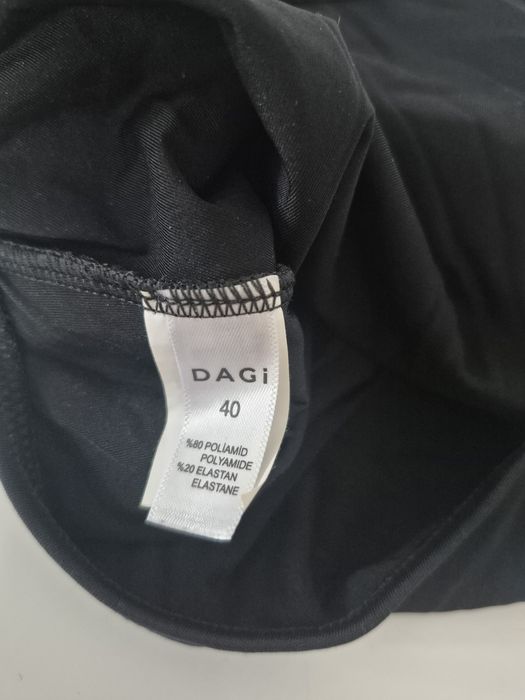 DAGi
40
%80 POLİAMİD
POLYAMIDE
%20 ELASTAN
ELASTANE